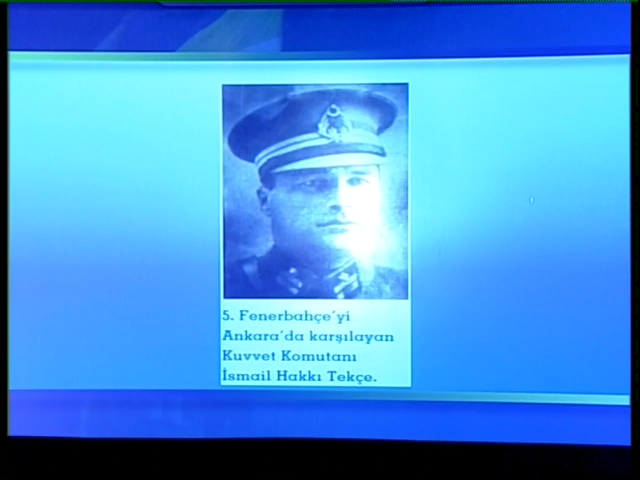 5. Fenerbahçe'yi
Ankara'da karşılayan
Kuvvet Komutanı
İsmail Hakkı Tekçe.